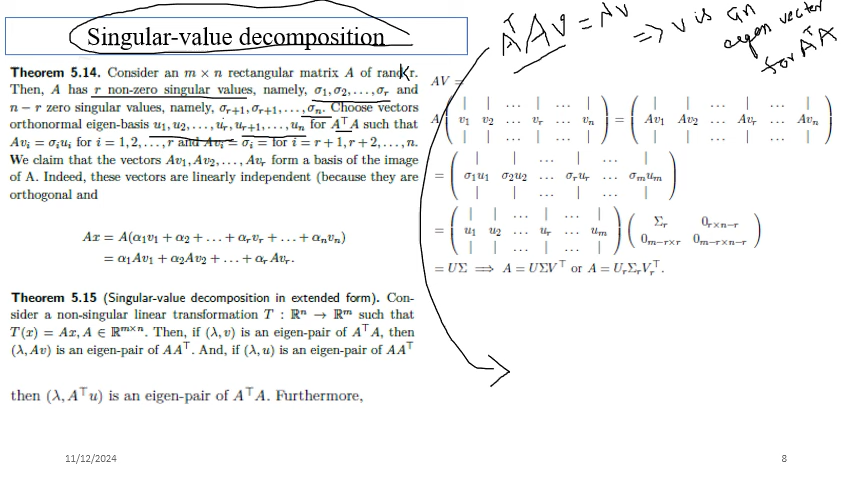 Singular-value decomposition
AᵀAv = λv
⇒ v is an
eigen vector
for AᵀA
Theorem 5.14. Consider an m × n rectangular matrix A of rank r.
Then, A has r non-zero singular values, namely, σ₁, σ₂, . . . , σᵣ and
n − r zero singular values, namely, σᵣ₊₁, σᵣ₊₁, . . . , σₙ. Choose vectors
orthonormal eigen-basis u₁, u₂, . . . , uᵣ, uᵣ₊₁, . . . , uₙ for AᵀA such that
Avᵢ = σᵢuᵢ for i = 1, 2, . . . , r and Avᵢ = σᵢ = for i = r + 1, r + 2, . . . , n.
We claim that the vectors Av₁, Av₂, . . . , Avᵣ form a basis of the image
of A. Indeed, these vectors are linearly independent (because they are
orthogonal and
Ax = A(α₁v₁ + α₂ + . . . + αᵣvᵣ + . . . + αₙvₙ)
= α₁Av₁ + α₂Av₂ + . . . + αᵣAvᵣ.
Theorem 5.15 (Singular-value decomposition in extended form). Con-
sider a non-singular linear transformation T : ℝⁿ → ℝᵐ such that
T(x) = Ax, A ∈ ℝᵐˣⁿ. Then, if (λ, v) is an eigen-pair of AᵀA, then
(λ, Av) is an eigen-pair of AAᵀ. And, if (λ, u) is an eigen-pair of AAᵀ
then (λ, Aᵀu) is an eigen-pair of AᵀA. Furthermore,
AV =
A ( v₁ v₂ … vᵣ … vₙ ) = ( Av₁ Av₂ … Avᵣ … Avₙ )
= ( σ₁u₁ σ₂u₂ … σᵣuᵣ … σₘuₘ )
= ( u₁ u₂ … uᵣ … uₘ ) ( Σᵣ 0ᵣₓₙ₋ᵣ
0ₘ₋ᵣₓᵣ 0ₘ₋ᵣₓₙ₋ᵣ )
= UΣ ⟹ A = UΣVᵀ or A = UᵣΣᵣVᵣᵀ.
11/12/2024
8